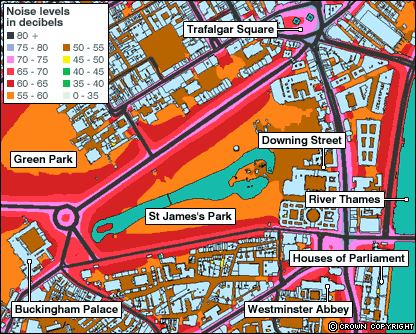 Noise levels
in decibels
80 +
75 - 80
70 - 75
65 - 70
60 - 65
55 - 60
50 - 55
45 - 50
40 - 45
35 - 40
0 - 35
Trafalgar Square
Green Park
Downing Street
River Thames
St James's Park
Houses of Parliament
Buckingham Palace
Westminster Abbey
© CROWN COPYRIGHT